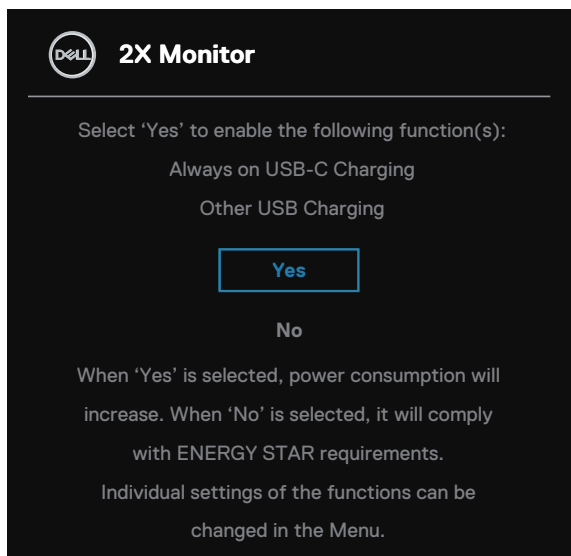 DELL 2X Monitor
Select ‘Yes’ to enable the following function(s):
Always on USB-C Charging
Other USB Charging
Yes
No
When ‘Yes’ is selected, power consumption will
increase. When ‘No’ is selected, it will comply
with ENERGY STAR requirements.
Individual settings of the functions can be
changed in the Menu.